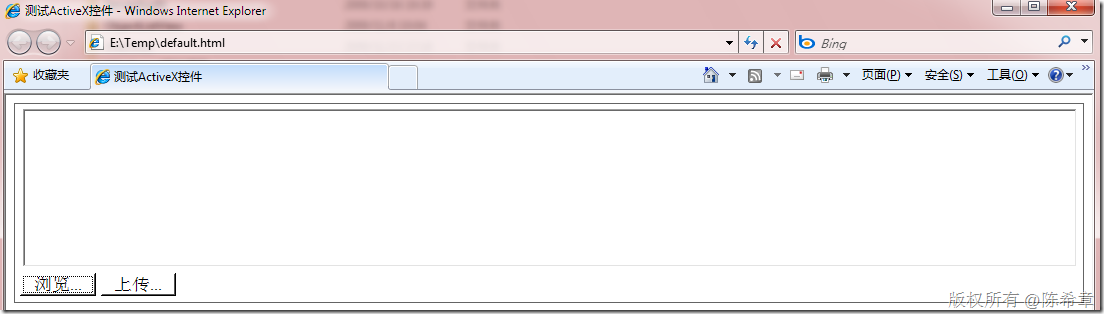 测试ActiveX控件 - Windows Internet Explorer
E:\Temp\default.html
Bing
收藏夹
测试ActiveX控件
页面(P)
安全(S)
工具(O)
浏览...
上传...
版权所有 @陈希章